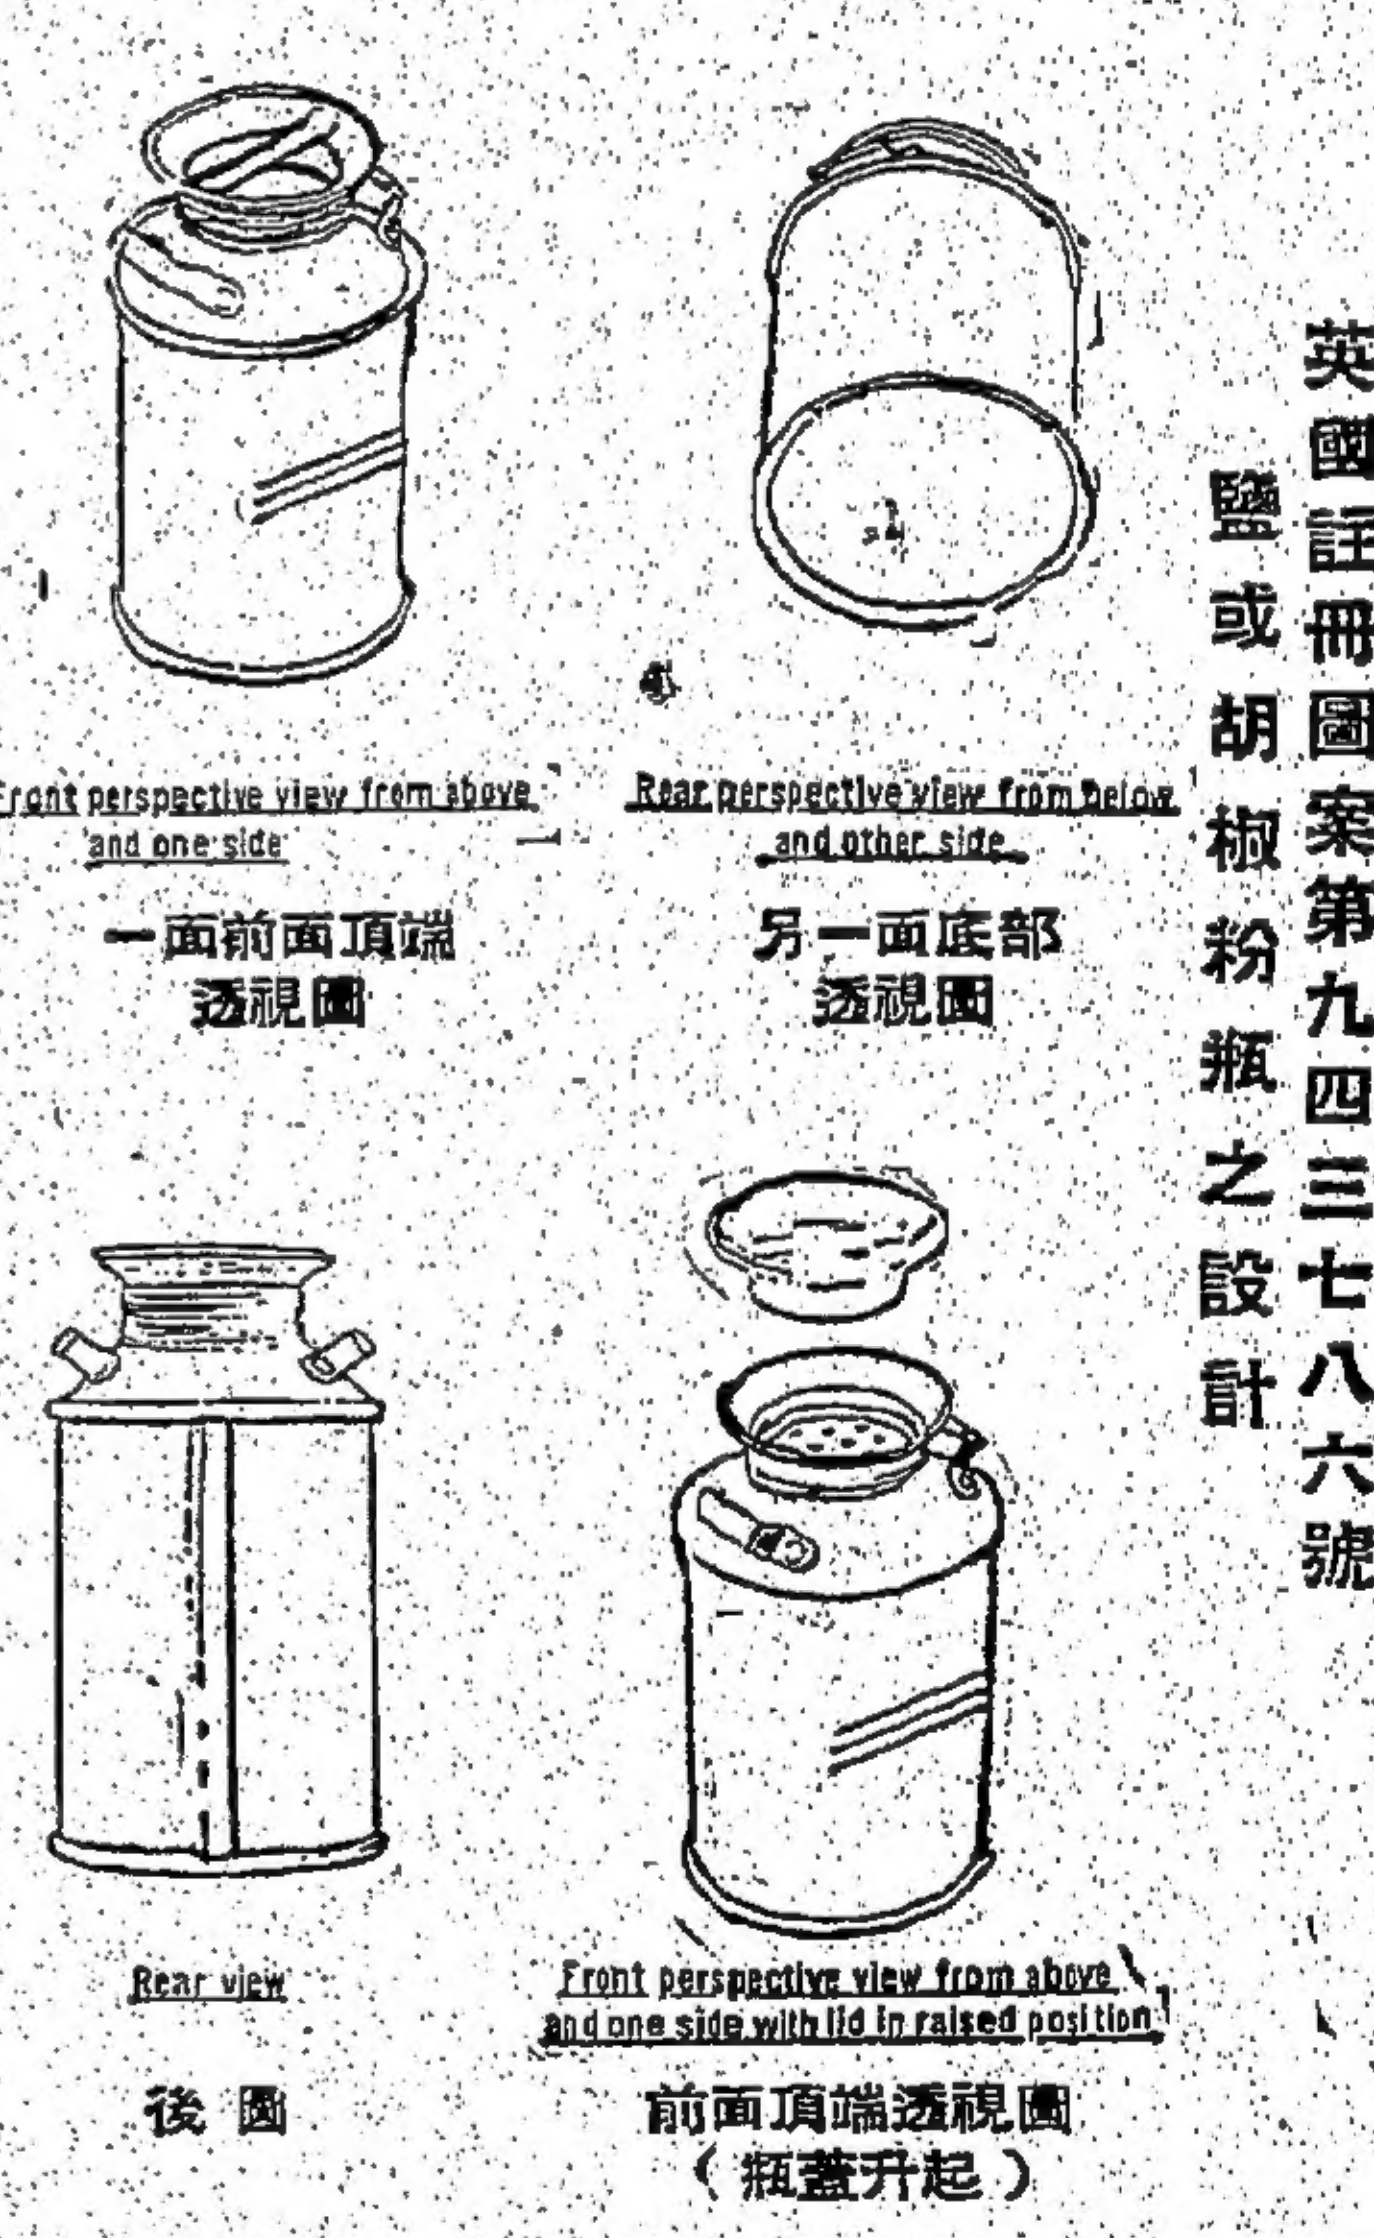 英國註冊圖案第九四三七八六號
鹽或胡椒粉瓶之設計
Front perspective view from above
and one side
一面前面頂端
透視圖
Rear perspective view from below
and other side
另一面底部
透視圖
Rear view
後圖
Front perspective view from above
and one side with lid in raised position
前面頂端透視圖
(瓶蓋升起)